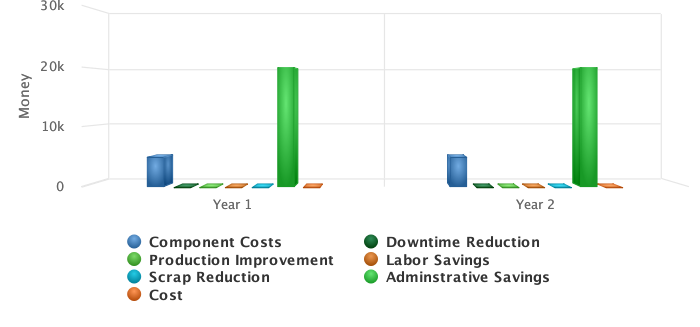 30k
20k
Money
10k
0
Year 1 Year 2
Component Costs Downtime Reduction
Production Improvement Labor Savings
Scrap Reduction Adminstrative Savings
Cost